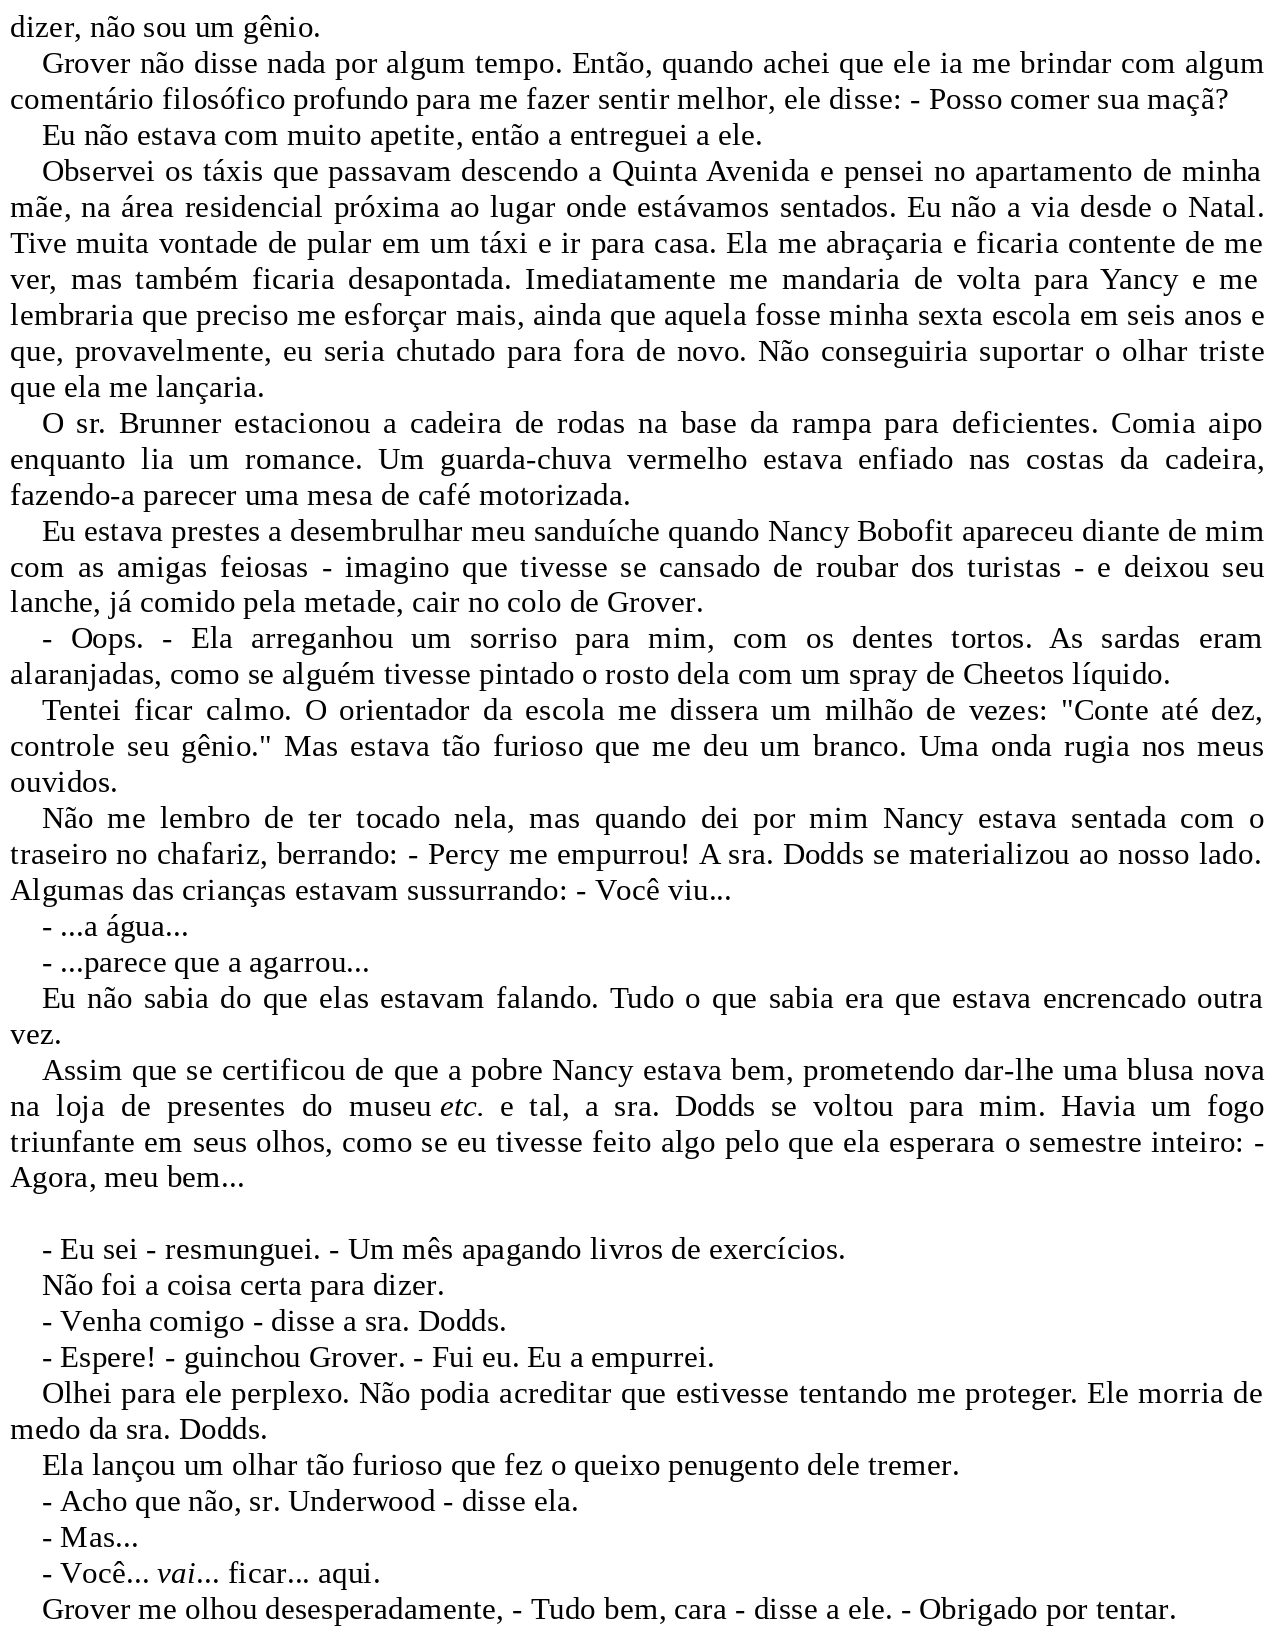 dizer, não sou um gênio.
Grover não disse nada por algum tempo. Então, quando achei que ele ia me brindar com algum
comentário filosófico profundo para me fazer sentir melhor, ele disse: - Posso comer sua maçã?
Eu não estava com muito apetite, então a entreguei a ele.
Observei os táxis que passavam descendo a Quinta Avenida e pensei no apartamento de minha
mãe, na área residencial próxima ao lugar onde estávamos sentados. Eu não a via desde o Natal.
Tive muita vontade de pular em um táxi e ir para casa. Ela me abraçaria e ficaria contente de me
ver, mas também ficaria desapontada. Imediatamente me mandaria de volta para Yancy e me
lembraria que preciso me esforçar mais, ainda que aquela fosse minha sexta escola em seis anos e
que, provavelmente, eu seria chutado para fora de novo. Não conseguiria suportar o olhar triste
que ela me lançaria.
O sr. Brunner estacionou a cadeira de rodas na base da rampa para deficientes. Comia aipo
enquanto lia um romance. Um guarda-chuva vermelho estava enfiado nas costas da cadeira,
fazendo-a parecer uma mesa de café motorizada.
Eu estava prestes a desembrulhar meu sanduíche quando Nancy Bobofit apareceu diante de mim
com as amigas feiosas - imagino que tivesse se cansado de roubar dos turistas - e deixou seu
lanche, já comido pela metade, cair no colo de Grover.
- Oops. - Ela arreganhou um sorriso para mim, com os dentes tortos. As sardas eram
alaranjadas, como se alguém tivesse pintado o rosto dela com um spray de Cheetos líquido.
Tentei ficar calmo. O orientador da escola me dissera um milhão de vezes: "Conte até dez,
controle seu gênio." Mas estava tão furioso que me deu um branco. Uma onda rugia nos meus
ouvidos.
Não me lembro de ter tocado nela, mas quando dei por mim Nancy estava sentada com o
traseiro no chafariz, berrando: - Percy me empurrou! A sra. Dodds se materializou ao nosso lado.
Algumas das crianças estavam sussurrando: - Você viu...
- ...a água...
- ...parece que a agarrou...
Eu não sabia do que elas estavam falando. Tudo o que sabia era que estava encrencado outra
vez.
Assim que se certificou de que a pobre Nancy estava bem, prometendo dar-lhe uma blusa nova
na loja de presentes do museu etc. e tal, a sra. Dodds se voltou para mim. Havia um fogo
triunfante em seus olhos, como se eu tivesse feito algo pelo que ela esperara o semestre inteiro: -
Agora, meu bem...
- Eu sei - resmunguei. - Um mês apagando livros de exercícios.
Não foi a coisa certa para dizer.
- Venha comigo - disse a sra. Dodds.
- Espere! - guinchou Grover. - Fui eu. Eu a empurrei.
Olhei para ele perplexo. Não podia acreditar que estivesse tentando me proteger. Ele morria de
medo da sra. Dodds.
Ela lançou um olhar tão furioso que fez o queixo penugento dele tremer.
- Acho que não, sr. Underwood - disse ela.
- Mas...
- Você... vai... ficar... aqui.
Grover me olhou desesperadamente, - Tudo bem, cara - disse a ele. - Obrigado por tentar.